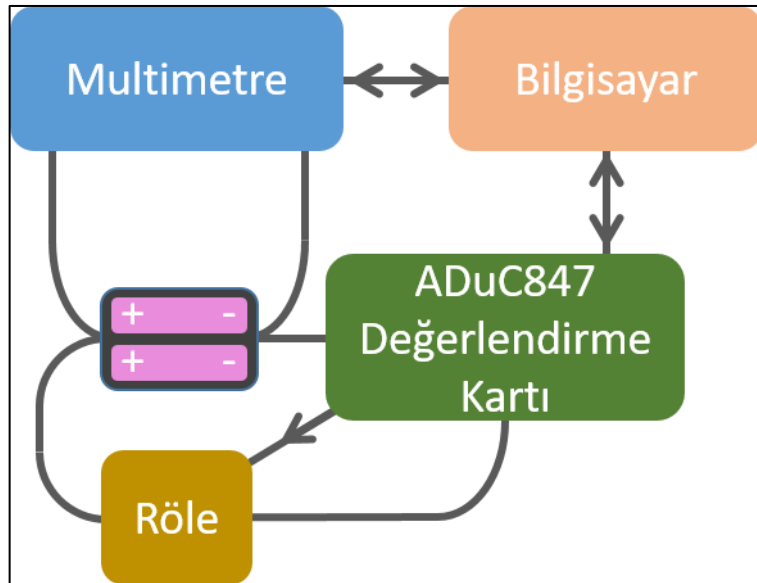 Multimetre
Bilgisayar
+ -
+ -
ADuC847
Değerlendirme
Kartı
Röle